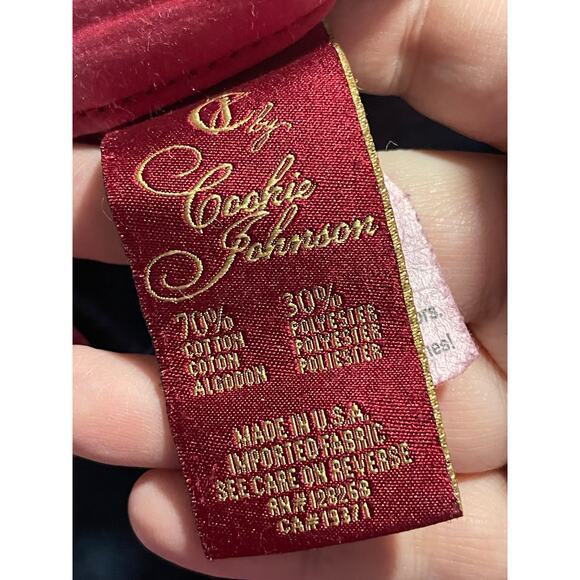 CJ by
Cookie
Johnson
70% 30%
COTTON POLYESTER
COTON POLYESTER
ALGODON POLIESTER
MADE IN U.S.A.
IMPORTED FABRIC
SEE CARE ON REVERSE
RN# 128268
CA# 19371